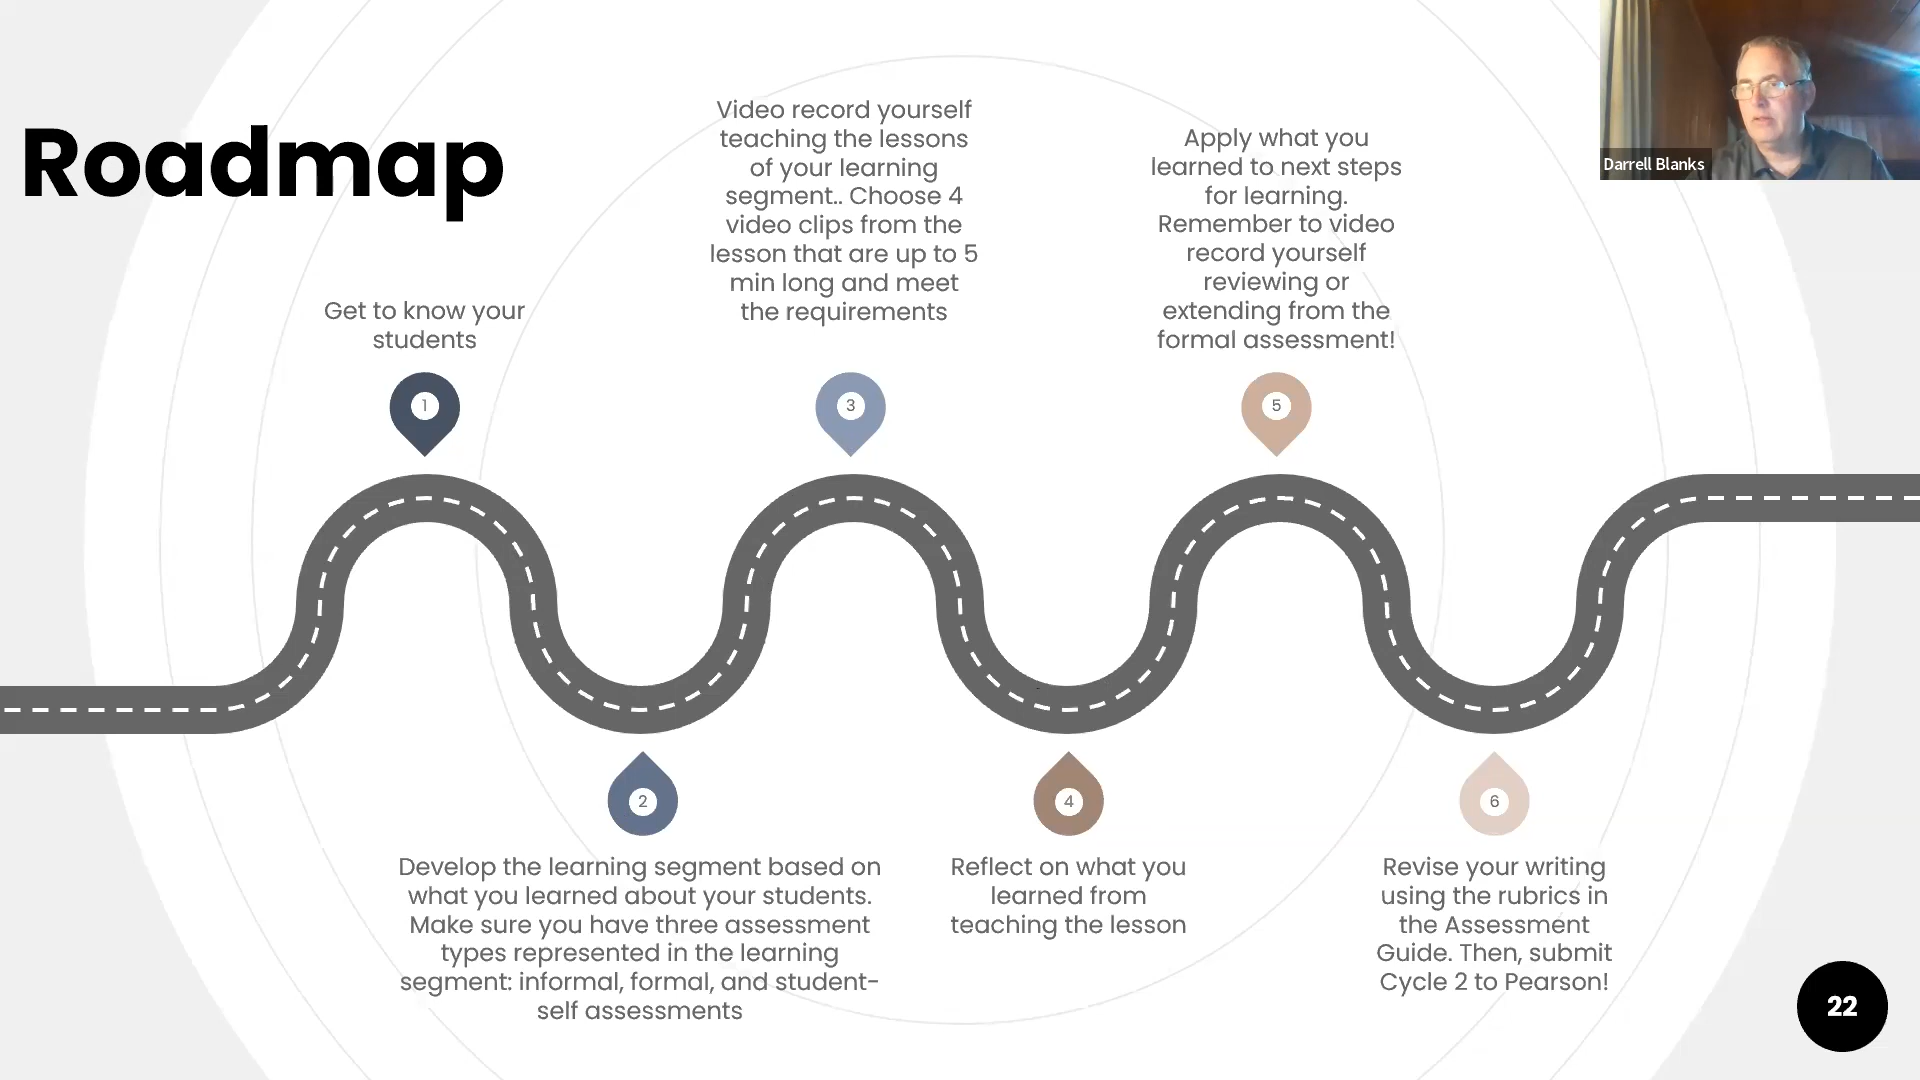 Roadmap
Darrell Blanks
Get to know your
students
1
Develop the learning segment based on
what you learned about your students.
Make sure you have three assessment
types represented in the learning
segment: informal, formal, and student-
self assessments
2
Video record yourself
teaching the lessons
of your learning
segment.. Choose 4
video clips from the
lesson that are up to 5
min long and meet
the requirements
3
Reflect on what you
learned from
teaching the lesson
4
Apply what you
learned to next steps
for learning.
Remember to video
record yourself
reviewing or
extending from the
formal assessment!
5
Revise your writing
using the rubrics in
the Assessment
Guide. Then, submit
Cycle 2 to Pearson!
6
22